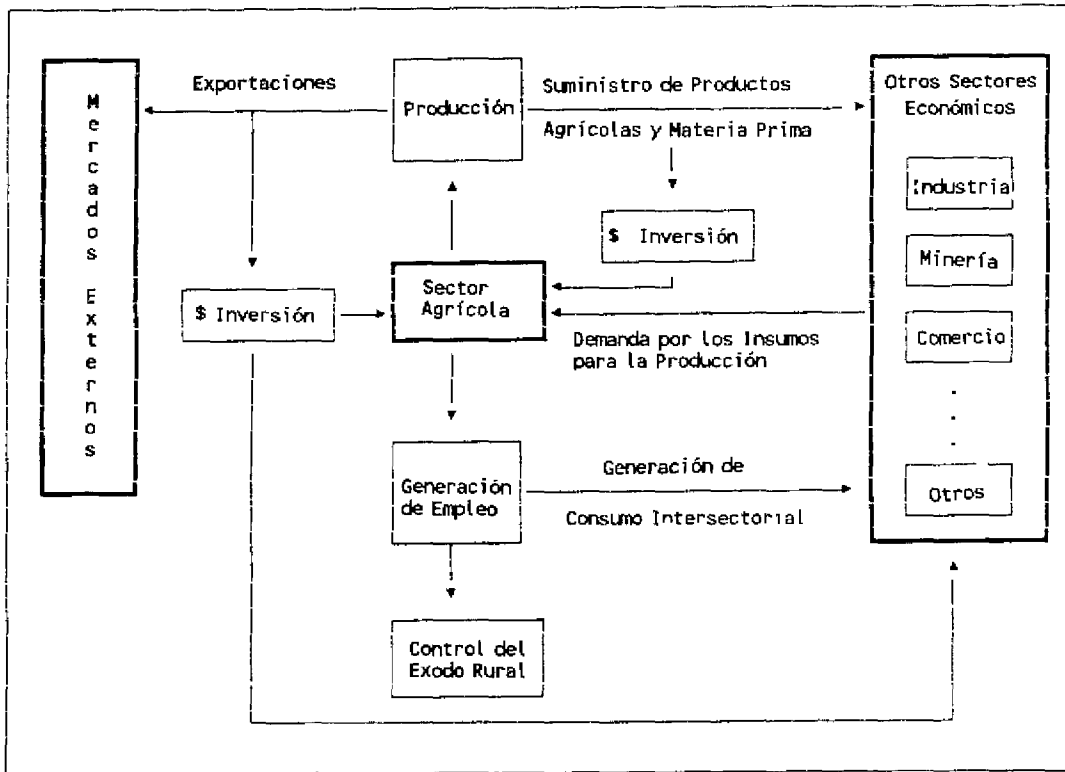 Mercados Externos
Exportaciones
Producción
Suministro de Productos
Agrícolas y Materia Prima
Otros Sectores
Económicos
Industria
$ Inversión
Minería
Sector
Agrícola
$ Inversión
Comercio
Demanda por los Insumos
para la Producción
.
.
.
Generación
de Empleo
Generación de
Consumo Intersectorial
Otros
Control del
Exodo Rural